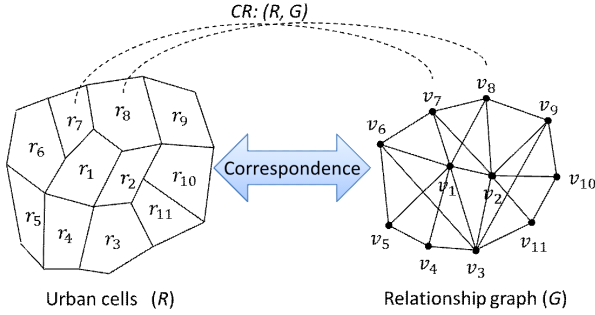 CR: (R, G)
r₇
r₈
r₉
r₆
r₁
r₂
r₁₀
r₅
r₄
r₃
r₁₁
Correspondence
v₇
v₈
v₉
v₆
v₁
v₂
v₁₀
v₅
v₄
v₃
v₁₁
Urban cells (R)
Relationship graph (G)